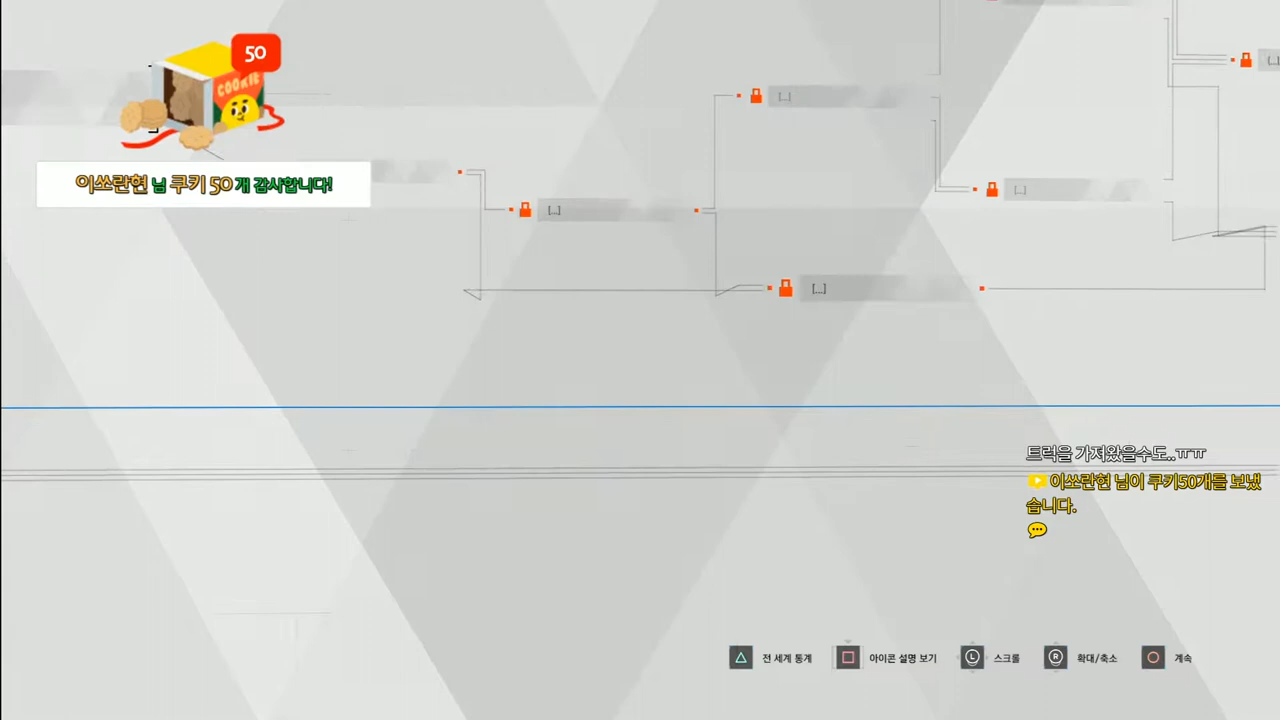 50
COOKIE
이쏘란현 님 쿠키 50개 감사합니다!
[...]
[...]
[...]
[...]
트럭을 가져왔을수도..ㅠㅠ
이쏘란현 님이 쿠키50개를 보냈
습니다.
전 세계 통계
아이콘 설명 보기
L 스크롤
R 확대/축소
계속